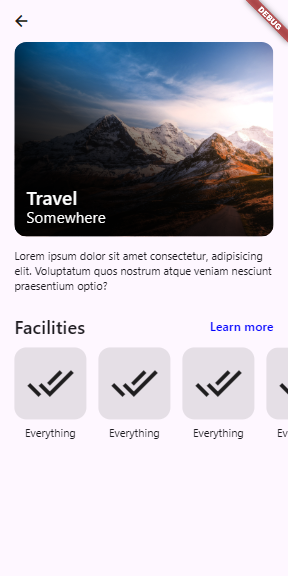 DEBUG
Travel
Somewhere
Lorem ipsum dolor sit amet consectetur, adipisicing
elit. Voluptatum quos nostrum atque veniam nesciunt
praesentium optio?
Facilities Learn more
Everything Everything Everything Ev